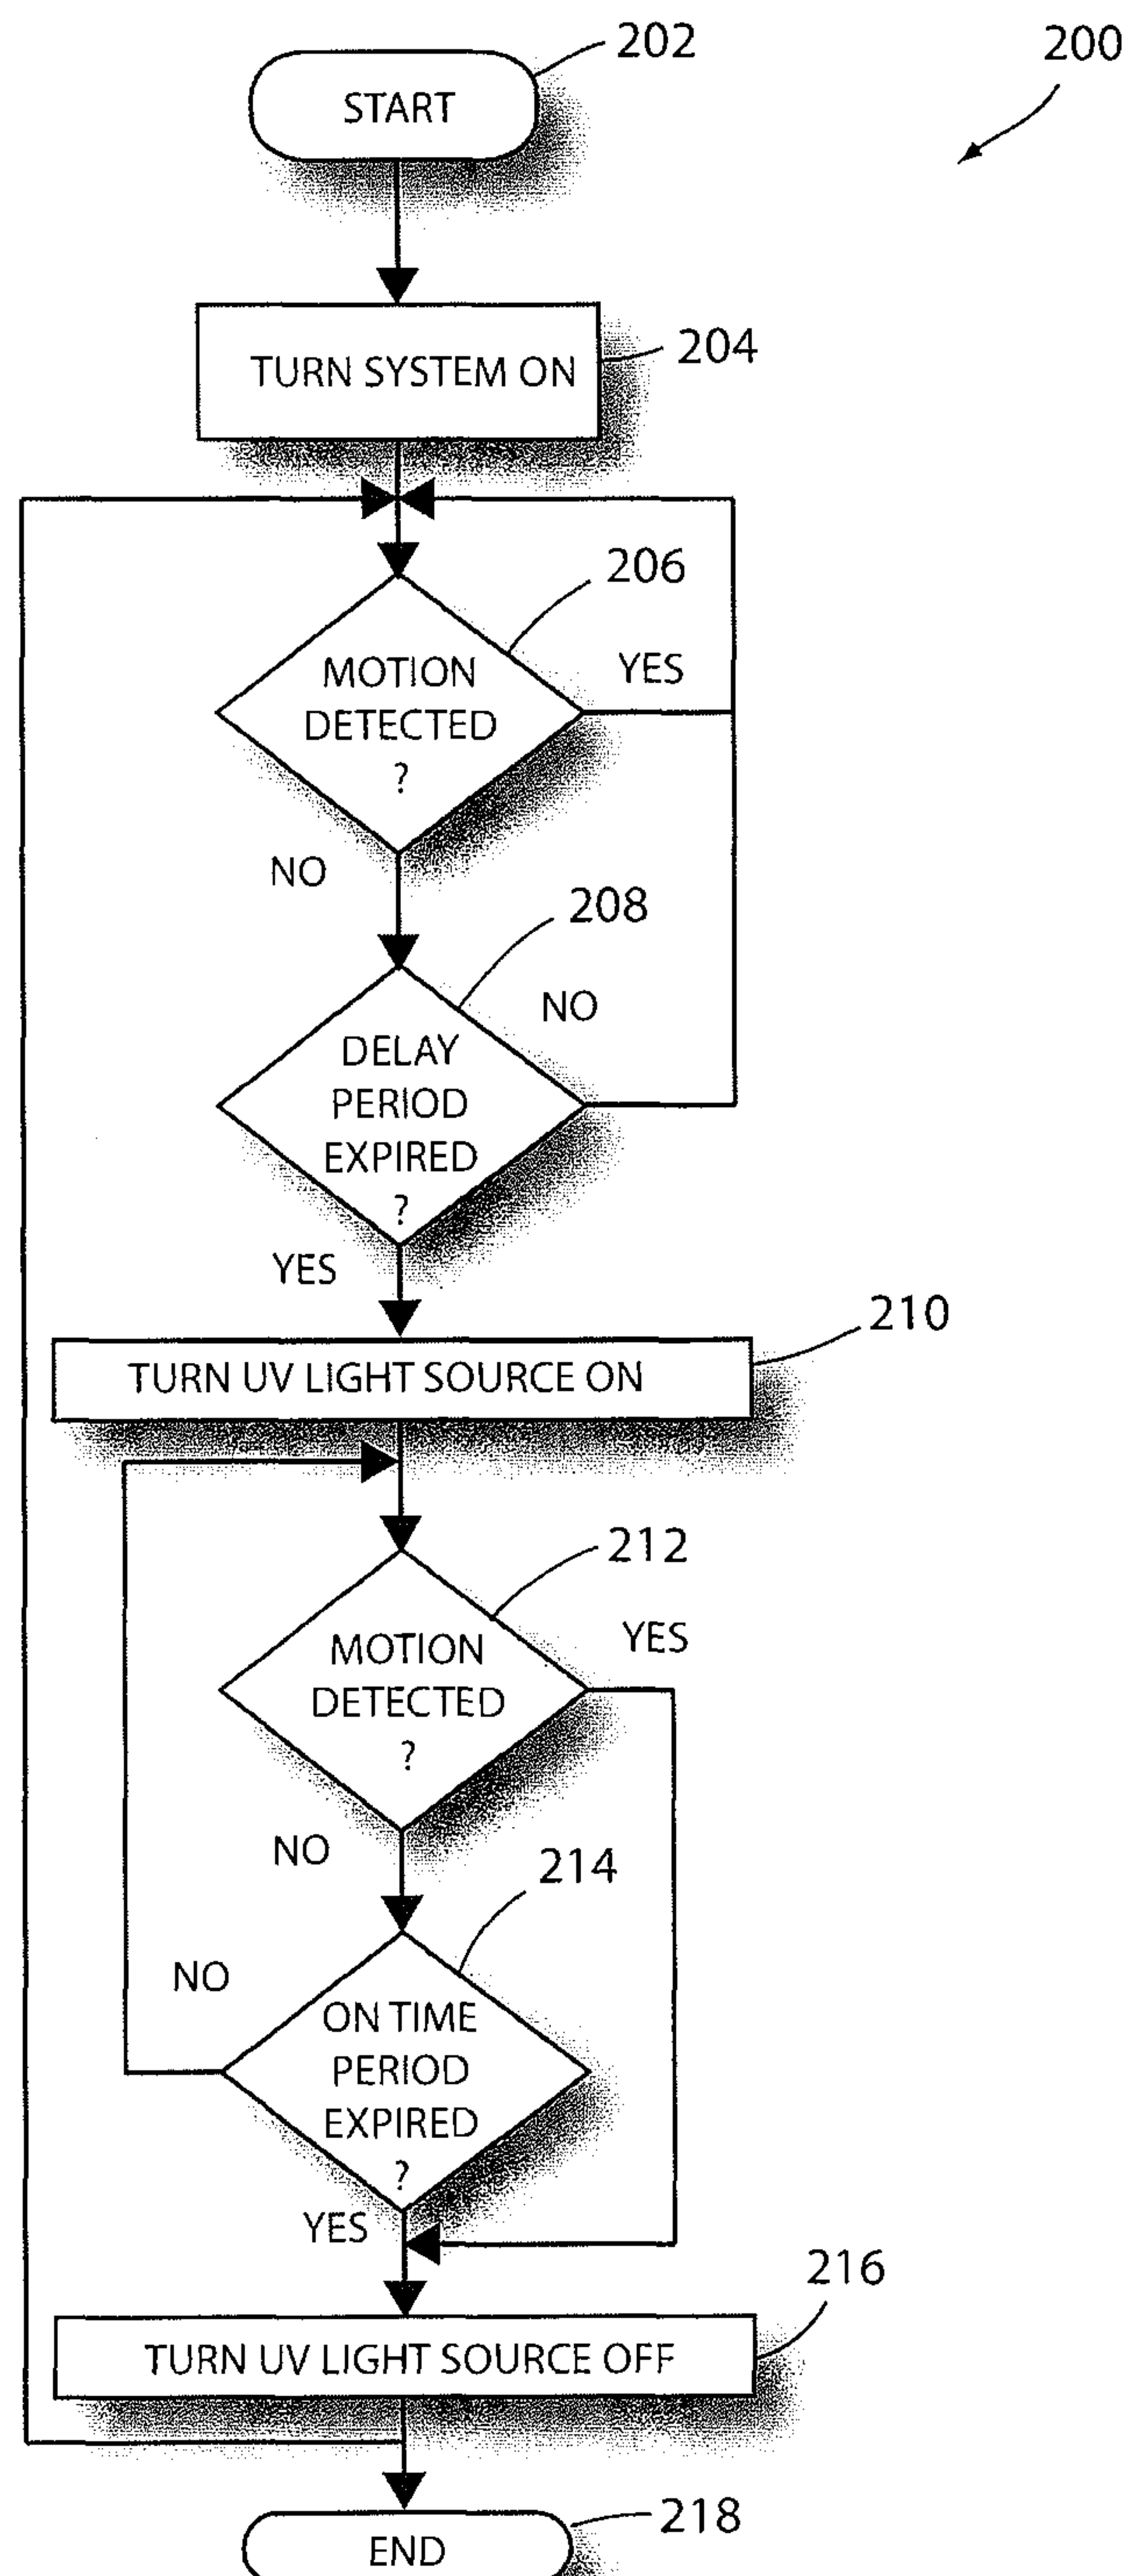 202
200
START
TURN SYSTEM ON
204
206
YES
MOTION
DETECTED
?
NO
208
NO
DELAY
PERIOD
EXPIRED
?
YES
210
TURN UV LIGHT SOURCE ON
212
YES
MOTION
DETECTED
?
NO
214
NO
ON TIME
PERIOD
EXPIRED
?
YES
216
TURN UV LIGHT SOURCE OFF
218
END